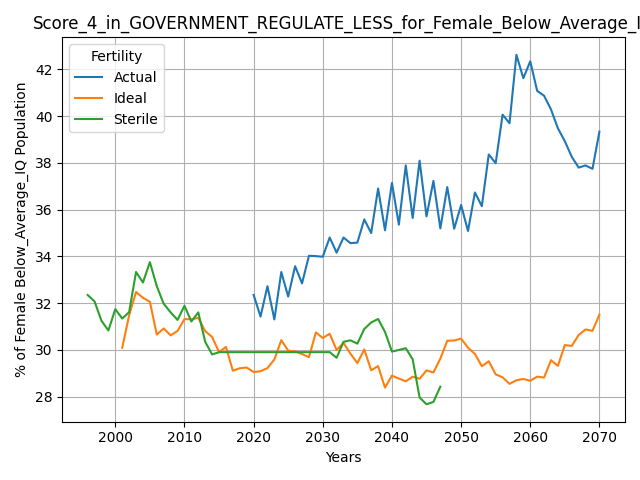 Score_4_in_GOVERNMENT_REGULATE_LESS_for_Female_Below_Average_I
Fertility
Actual
Ideal
Sterile
% of Female Below_Average_IQ Population
42
40
38
36
34
32
30
28
2000 2010 2020 2030 2040 2050 2060 2070
Years